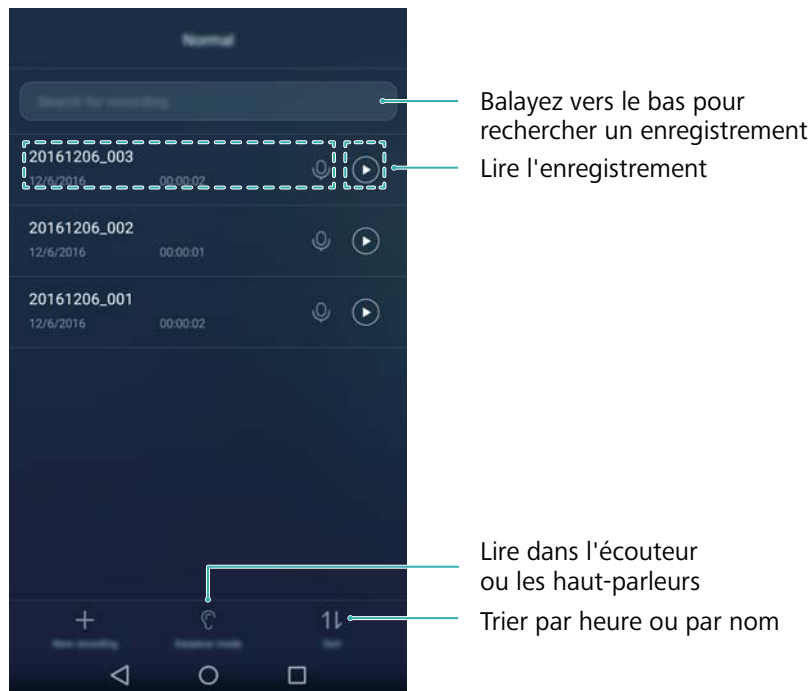 Normal
Search for recording
Balayez vers le bas pour
rechercher un enregistrement
20161206_003
12/6/2016 00:00:02
Lire l'enregistrement
20161206_002
12/6/2016 00:00:01
20161206_001
12/6/2016 00:00:02
Lire dans l'écouteur
ou les haut-parleurs
Trier par heure ou par nom